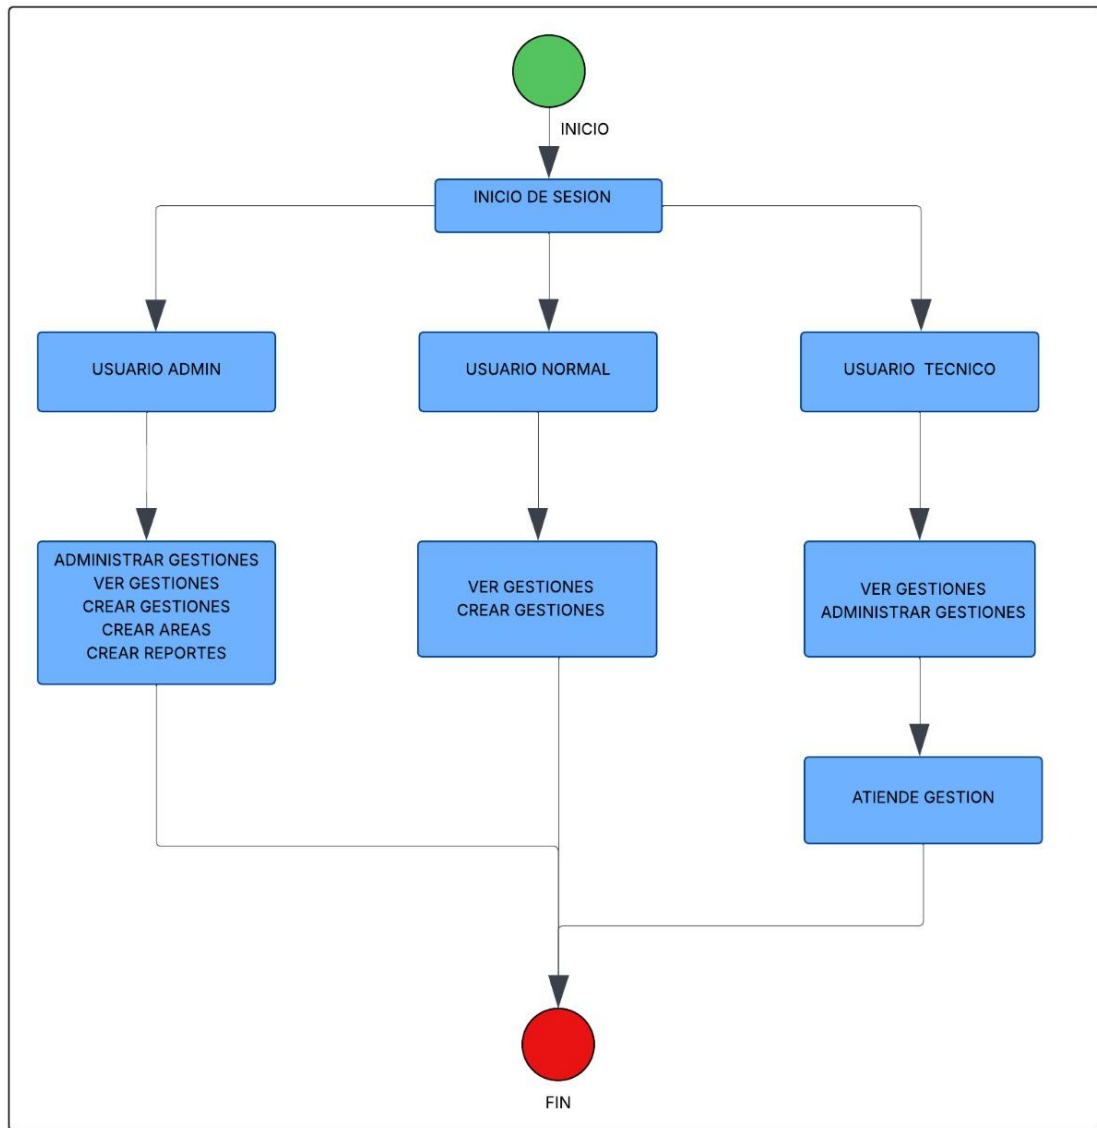 INICIO
INICIO DE SESION
USUARIO ADMIN
USUARIO NORMAL
USUARIO TECNICO
ADMINISTRAR GESTIONES
VER GESTIONES
CREAR GESTIONES
CREAR AREAS
CREAR REPORTES
VER GESTIONES
CREAR GESTIONES
VER GESTIONES
ADMINISTRAR GESTIONES
ATIENDE GESTION
FIN